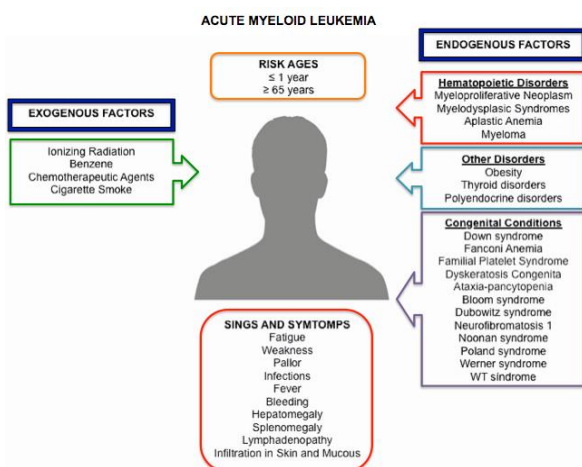 ACUTE MYELOID LEUKEMIA
RISK AGES
≤ 1 year
≥ 65 years
EXOGENOUS FACTORS
Ionizing Radiation
Benzene
Chemotherapeutic Agents
Cigarette Smoke
ENDOGENOUS FACTORS
Hematopoietic Disorders
Myeloproliferative Neoplasm
Myelodysplasic Syndromes
Aplastic Anemia
Myeloma
Other Disorders
Obesity
Thyroid disorders
Polyendocrine disorders
Congenital Conditions
Down syndrome
Fanconi Anemia
Familial Platelet Syndrome
Dyskeratosis Congenita
Ataxia-pancytopenia
Bloom syndrome
Dubowitz syndrome
Neurofibromatosis 1
Noonan syndrome
Poland syndrome
Werner syndrome
WT síndrome
SINGS AND SYMTOMPS
Fatigue
Weakness
Pallor
Infections
Fever
Bleeding
Hepatomegaly
Splenomegaly
Lymphadenopathy
Infiltration in Skin and Mucous